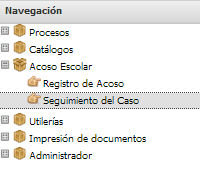 Navegación
Procesos
Catálogos
Acoso Escolar
Registro de Acoso
Seguimiento del Caso
Utilerías
Impresión de documentos
Administrador